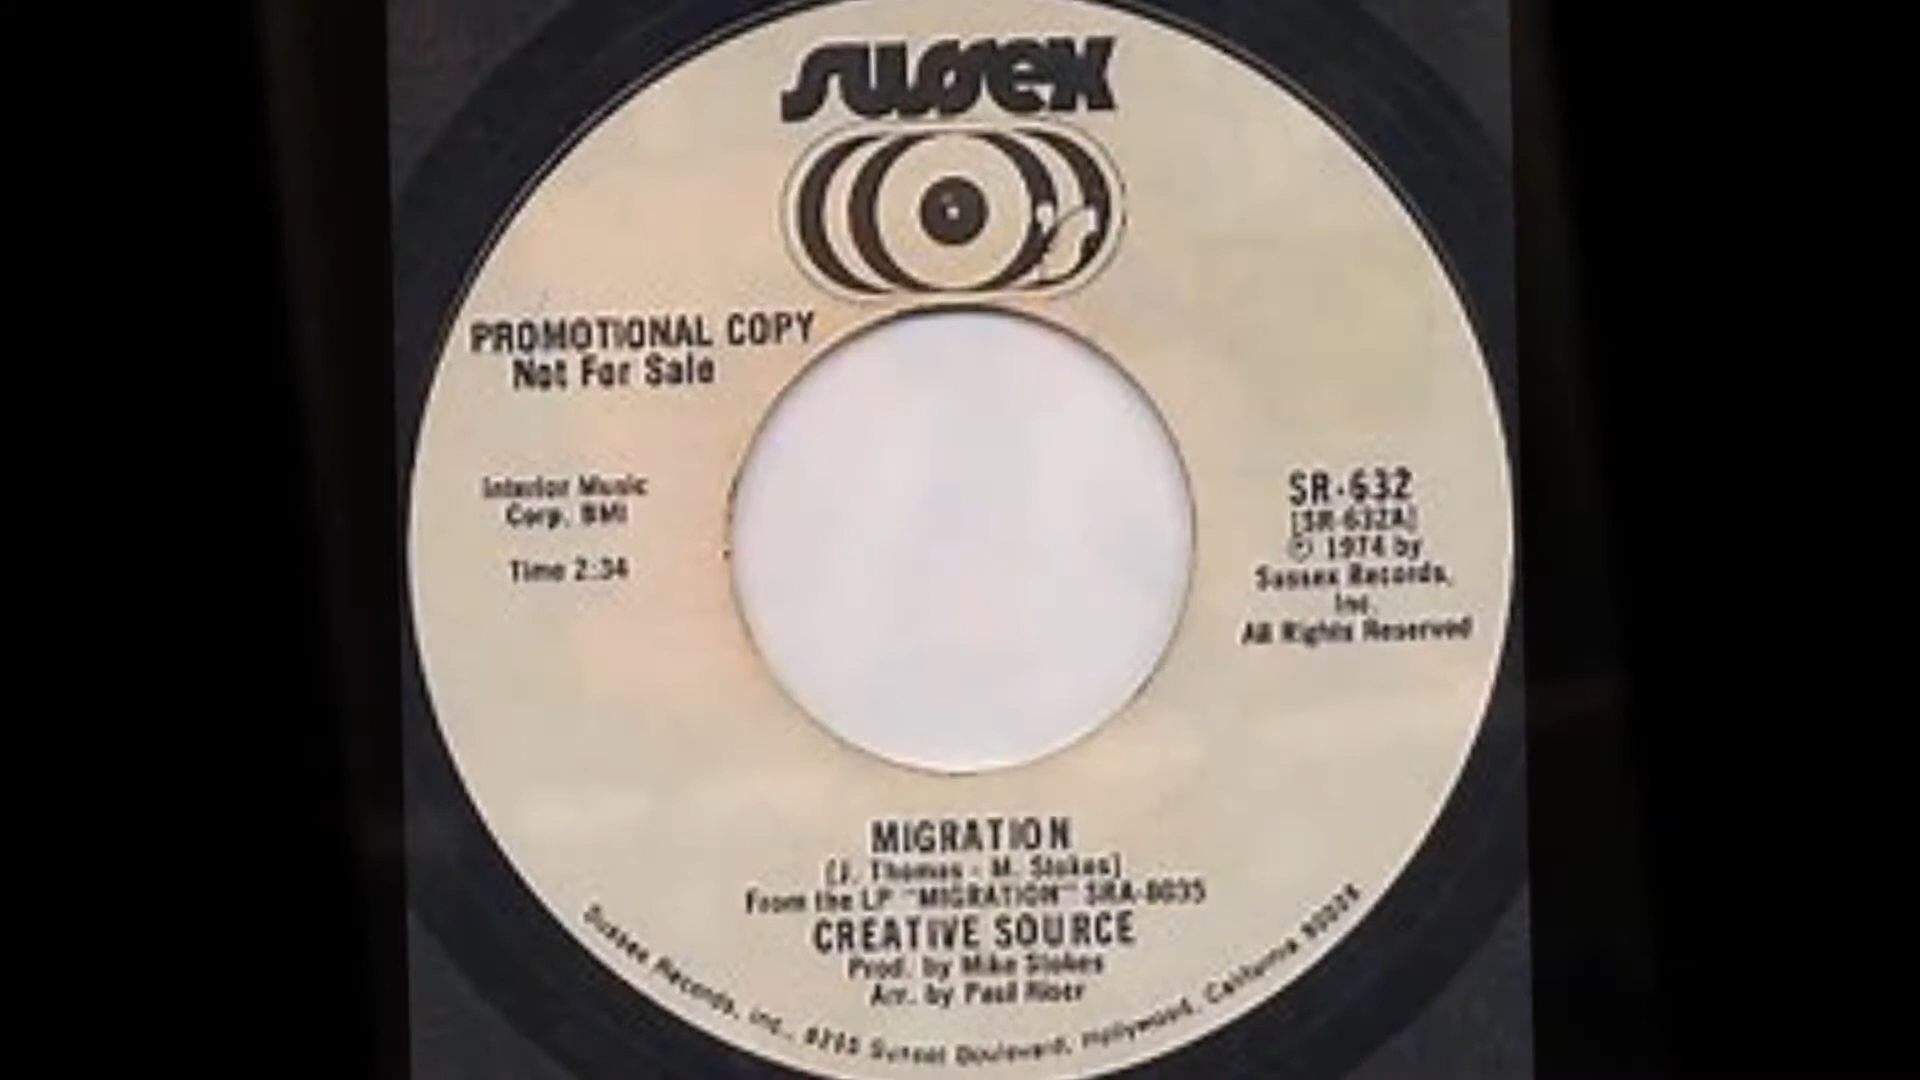 sussex
PROMOTIONAL COPY
Not For Sale
Interior Music
Corp. BMI
Time 2:34
SR-632
[SR-632A]
℗ 1974 by
Sussex Records,
Inc.
All Rights Reserved
MIGRATION
(J. Thomas - M. Stokes)
From the LP "MIGRATION" SRA-8035
CREATIVE SOURCE
Prod. by Mike Stokes
Arr. by Paul Riser
Sussex Records, Inc., Sunset Boulevard, Hollywood, California